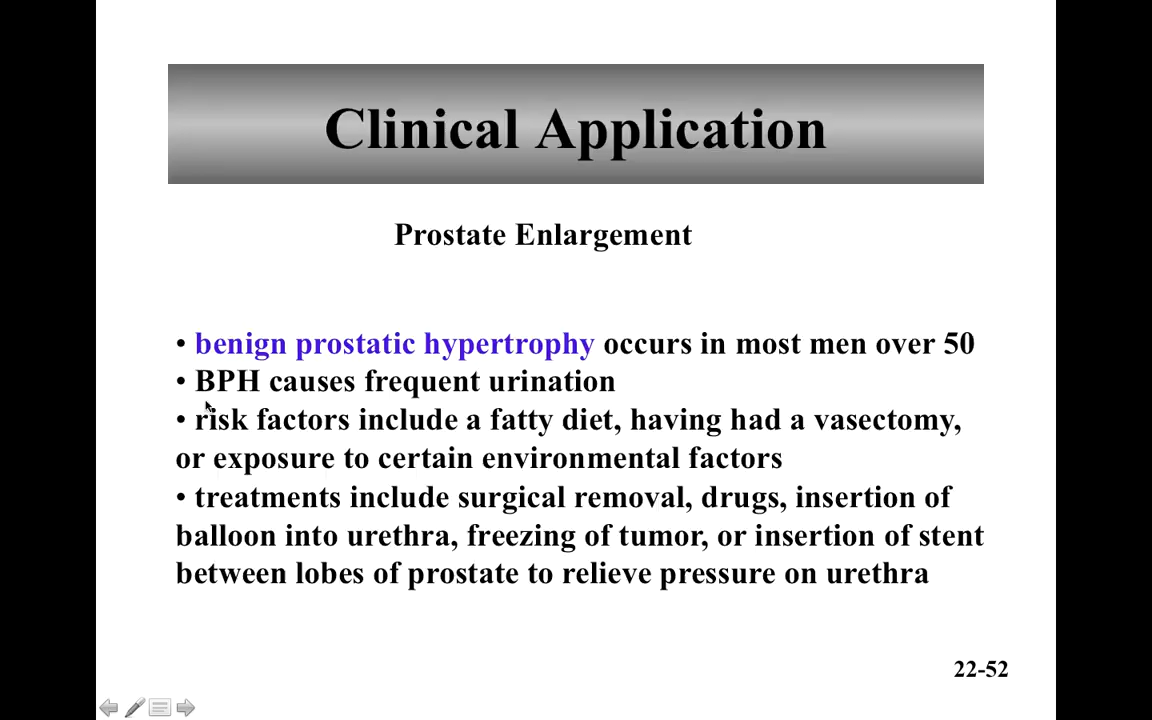 Clinical Application
Prostate Enlargement
• benign prostatic hypertrophy occurs in most men over 50
• BPH causes frequent urination
• risk factors include a fatty diet, having had a vasectomy,
or exposure to certain environmental factors
• treatments include surgical removal, drugs, insertion of
balloon into urethra, freezing of tumor, or insertion of stent
between lobes of prostate to relieve pressure on urethra
22-52